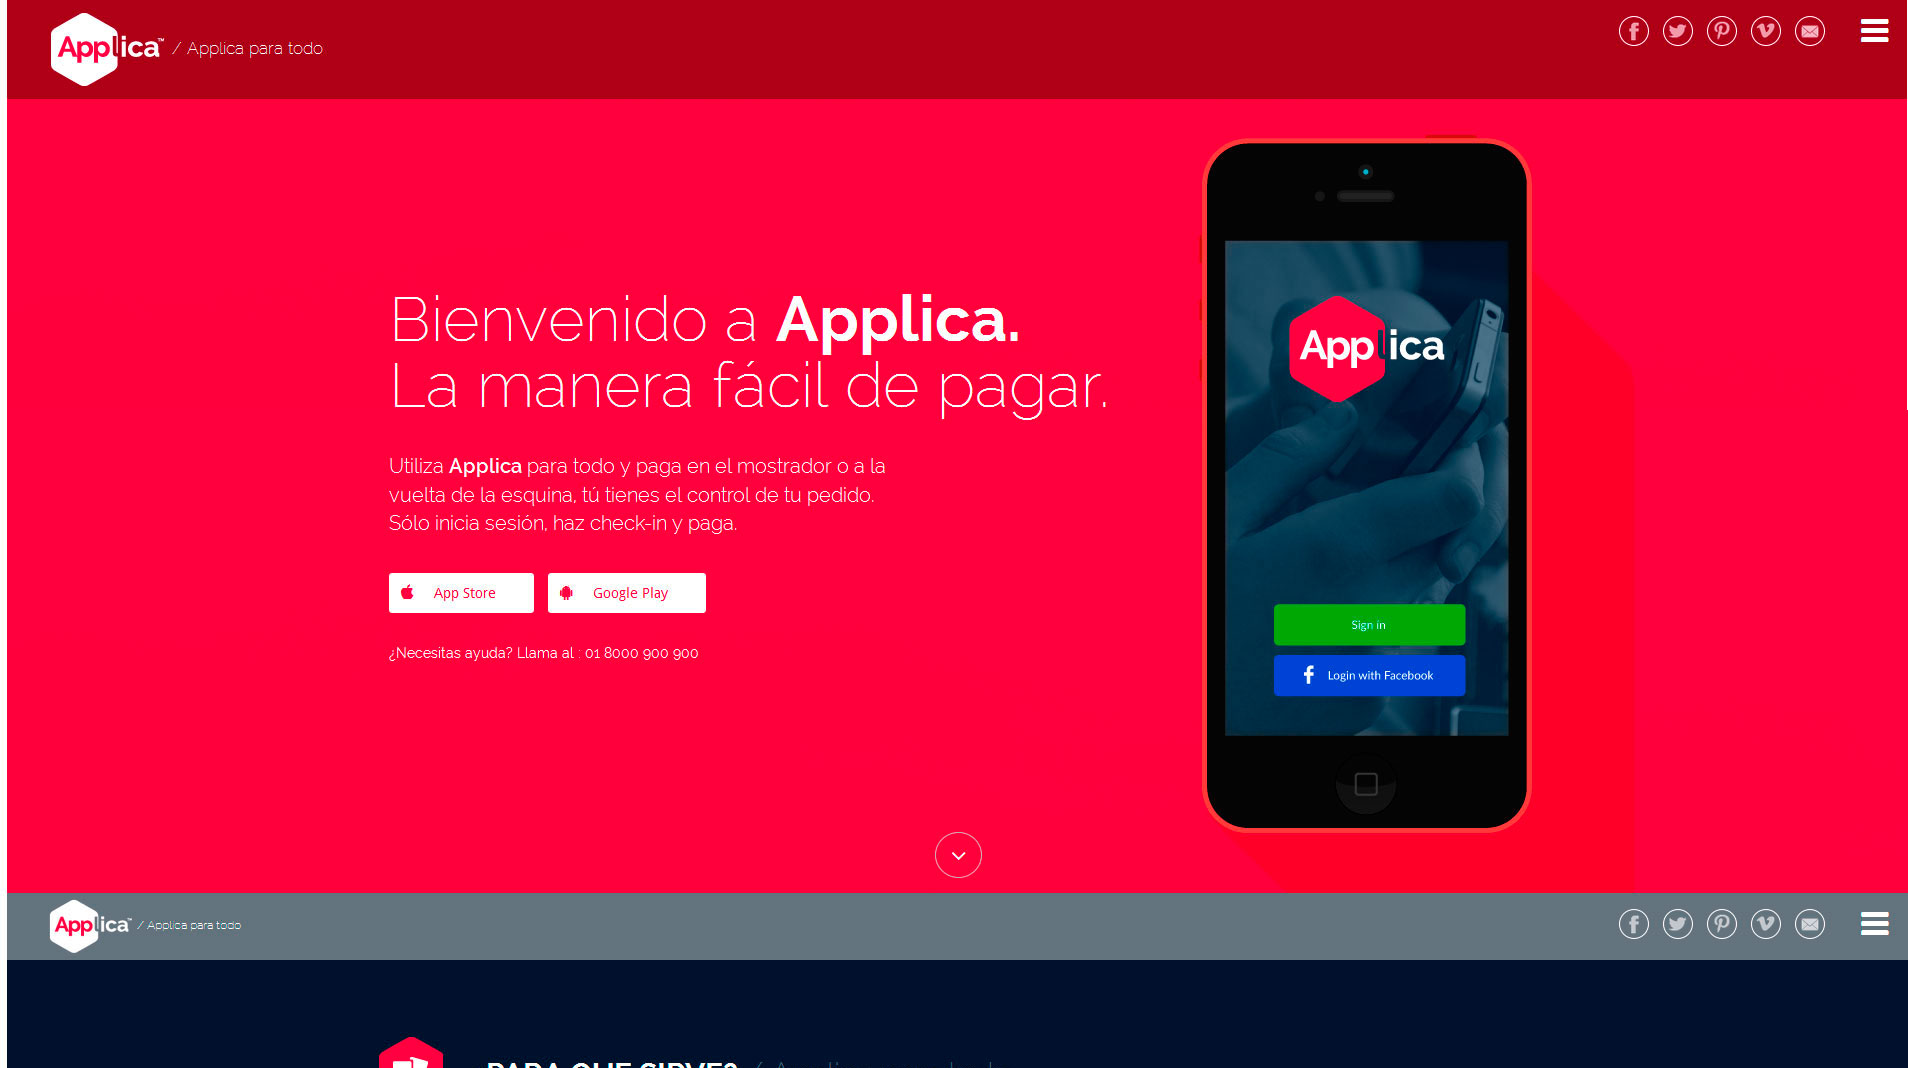 Applica™ / Applica para todo
Bienvenido a Applica.
La manera fácil de pagar.
Utiliza Applica para todo y paga en el mostrador o a la
vuelta de la esquina, tú tienes el control de tu pedido.
Sólo inicia sesión, haz check-in y paga.
App Store
Google Play
¿Necesitas ayuda? Llama al : 01 8000 900 900
Applica
Sign in
Login with Facebook
Applica™ / Applica para todo
PARA QUE SIRVE? /